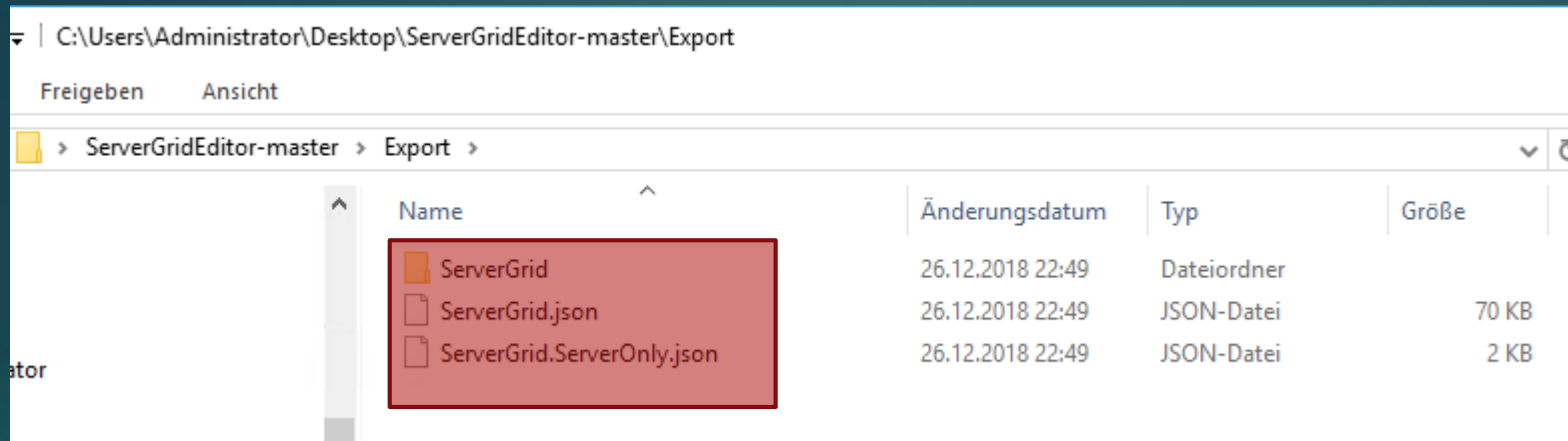 C:\Users\Administrator\Desktop\ServerGridEditor-master\Export
Freigeben Ansicht
ServerGridEditor-master > Export >
Name Änderungsdatum Typ Größe
ServerGrid 26.12.2018 22:49 Dateiordner
ServerGrid.json 26.12.2018 22:49 JSON-Datei 70 KB
ServerGrid.ServerOnly.json 26.12.2018 22:49 JSON-Datei 2 KB
ator